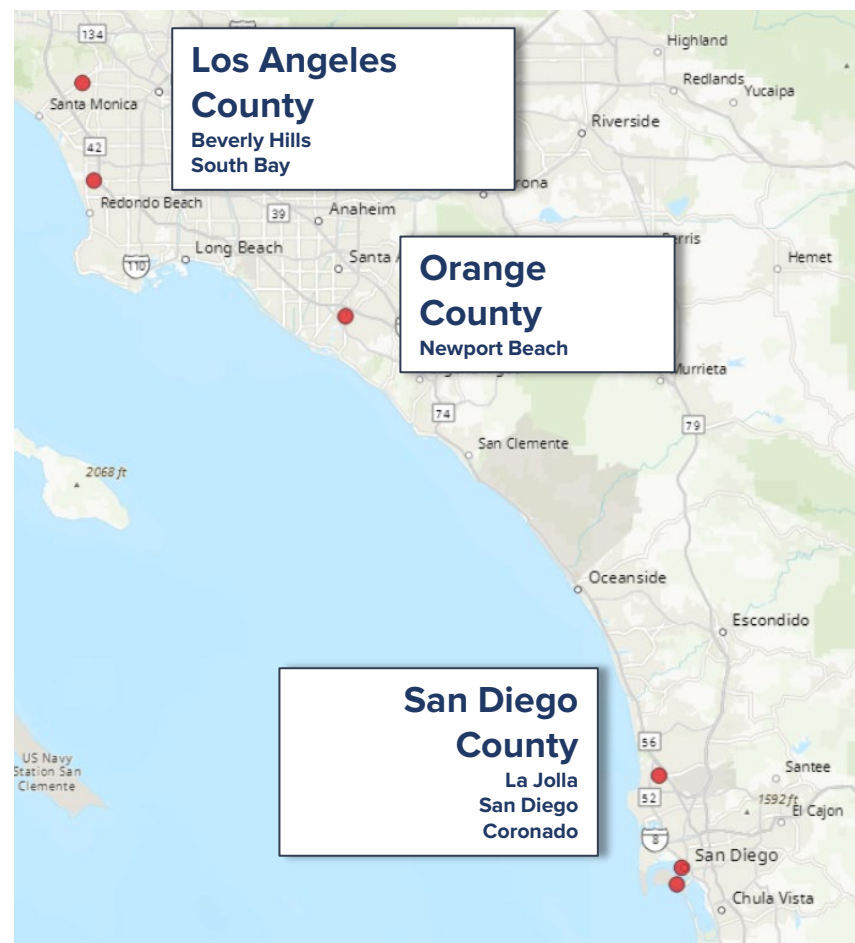 134
Highland
Los Angeles
County
Beverly Hills
South Bay
Redlands
Yucaipa
Santa Monica
Riverside
42
rona
Redondo Beach
39
Anaheim
Perris
Long Beach
110
Santa A
Hemet
Orange
County
Newport Beach
Murrieta
74
79
San Clemente
2068 ft
Oceanside
Escondido
San Diego
County
La Jolla
San Diego
Coronado
56
US Navy
Station San
Clemente
Santee
52
1592 ft
El Cajon
8
San Diego
Chula Vista